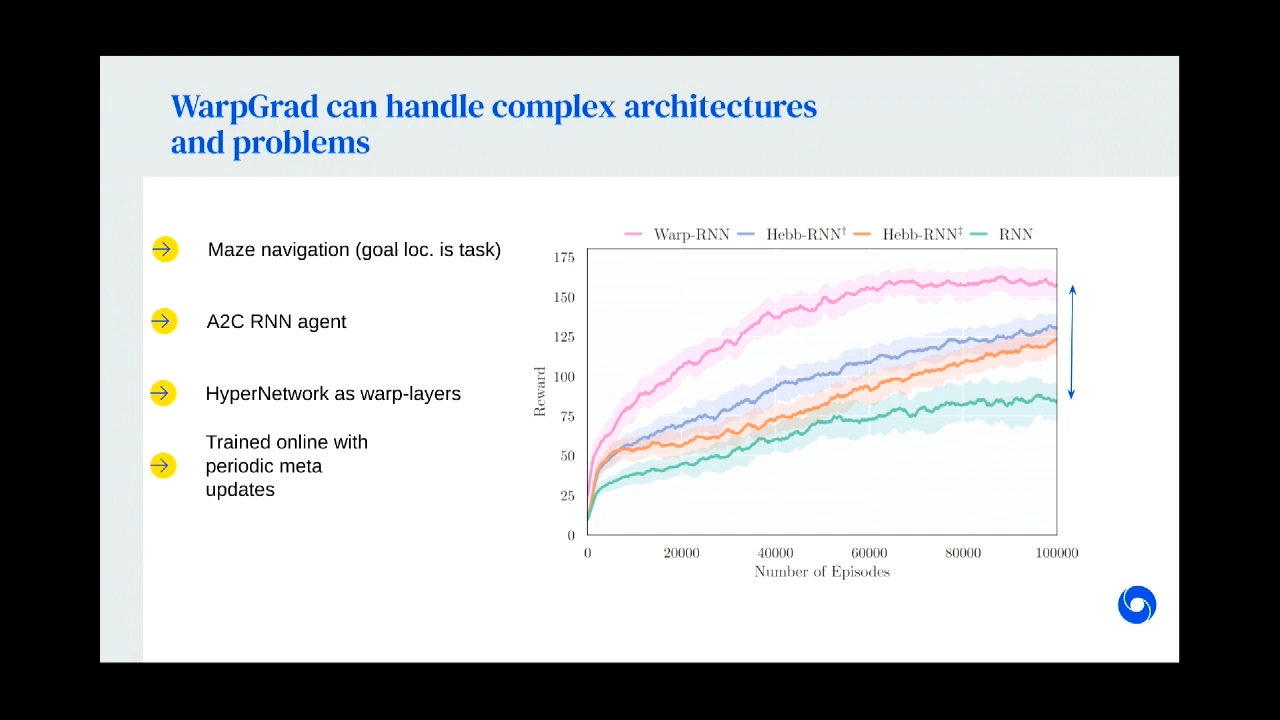 WarpGrad can handle complex architectures
and problems
Maze navigation (goal loc. is task)
A2C RNN agent
HyperNetwork as warp-layers
Trained online with
periodic meta
updates
Warp-RNN Hebb-RNN† Hebb-RNN‡ RNN
175
150
125
100
75
50
25
0
Reward
0 20000 40000 60000 80000 100000
Number of Episodes